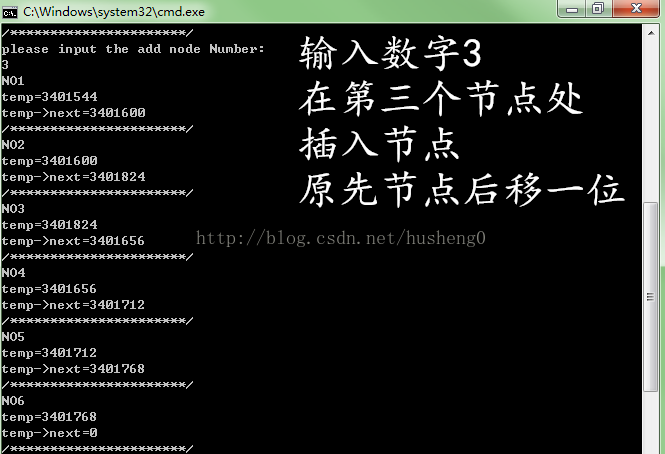 C:\Windows\system32\cmd.exe
/**********************/
please input the add node Number:
3
NO1
temp=3401544
temp->next=3401600
/**********************/
NO2
temp=3401600
temp->next=3401824
/**********************/
NO3
temp=3401824
temp->next=3401656
/**********************/
NO4
temp=3401656
temp->next=3401712
/**********************/
NO5
temp=3401712
temp->next=3401768
/**********************/
NO6
temp=3401768
temp->next=0
/**********************/
输入数字3
在第三个节点处
插入节点
原先节点后移一位
http://blog.csdn.net/husheng0